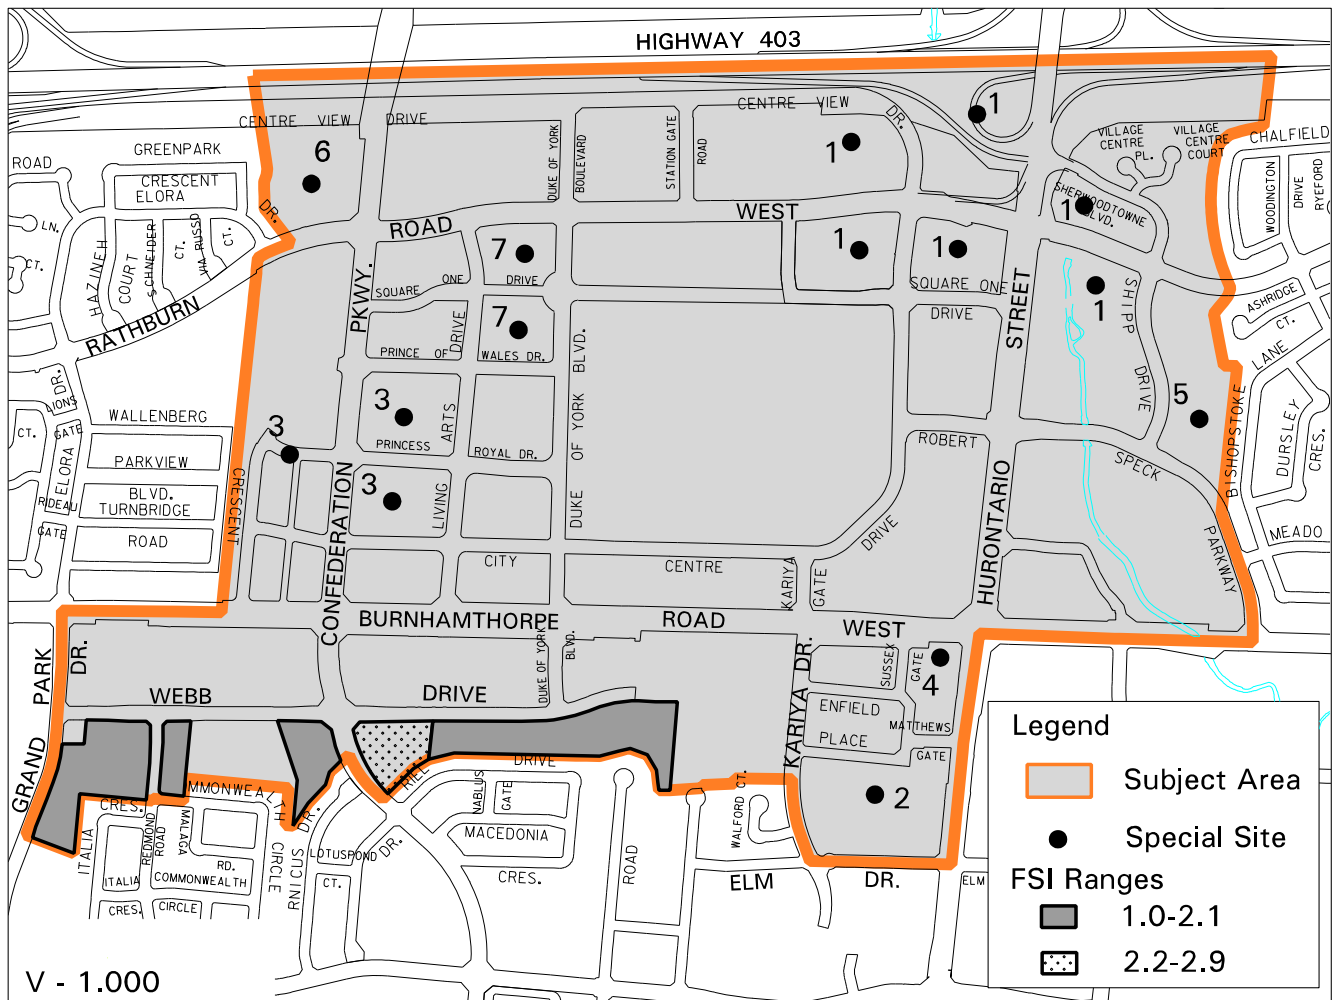 HIGHWAY 403
CENTRE VIEW DRIVE
CENTRE VIEW DR.
1
6
1
DUKE OF YORK
BOULEVARD
STATION GATE
ROAD
VILLAGE
CENTRE
PL.
VILLAGE
CENTRE
COURT
CHALFIELD
ROAD
GREENPARK
CRESCENT
ELORA
DR.
WOODINGTON
DRIVE
RYEFORD
SHERWOODTOWNE
BLVD.
1
LN.
CT.
HAZINEH
COURT
SCHNEIDER
CT.
VIA RUSSO
CT.
ROAD
WEST
7
1
1
RATHBURN
PKWY.
SQUARE ONE
DRIVE
SQUARE ONE
DRIVE
STREET
1
SHIPP
DRIVE
ASHRIDGE
CT.
LANE
7
DRIVE
PRINCE OF
WALES DR.
DUKE OF YORK BLVD.
DR.
LIONS
GATE
CT.
ELORA
RIDEAU
GATE
WALLENBERG
PARKVIEW
BLVD.
TURNBRIDGE
ROAD
CRESCENT
3
3
PRINCESS
ARTS
ROYAL DR.
3
LIVING
CONFEDERATION
ROBERT
SPECK
PARKWAY
5
BISHOPSTOKE
DURSLEY
CRES.
MEADO
HURONTARIO
DRIVE
CITY
CENTRE
KARIYA
GATE
BURNHAMTHORPE
ROAD
WEST
GRAND PARK
DR.
WEBB
DRIVE
DUKE OF YORK
BLVD.
KARIYA DR.
SUSSEX
GATE
4
ENFIELD
PLACE
MATTHEWS
GATE
2
DRIVE
RIEL
NABLUS
GATE
MACEDONIA
CRES.
DR.
ROAD
WALFORD CT.
ELM
DR.
ELM
CRES.
MMONWEALTH
CIRCLE
DR.
ITALIA
REDMOND
ROAD
MALAGA
RD.
COMMONWEALTH
ITALIA
CRES.
CIRCLE
LOTUSPOND
CT.
Legend
Subject Area
Special Site
FSI Ranges
1.0-2.1
2.2-2.9
V - 1.000